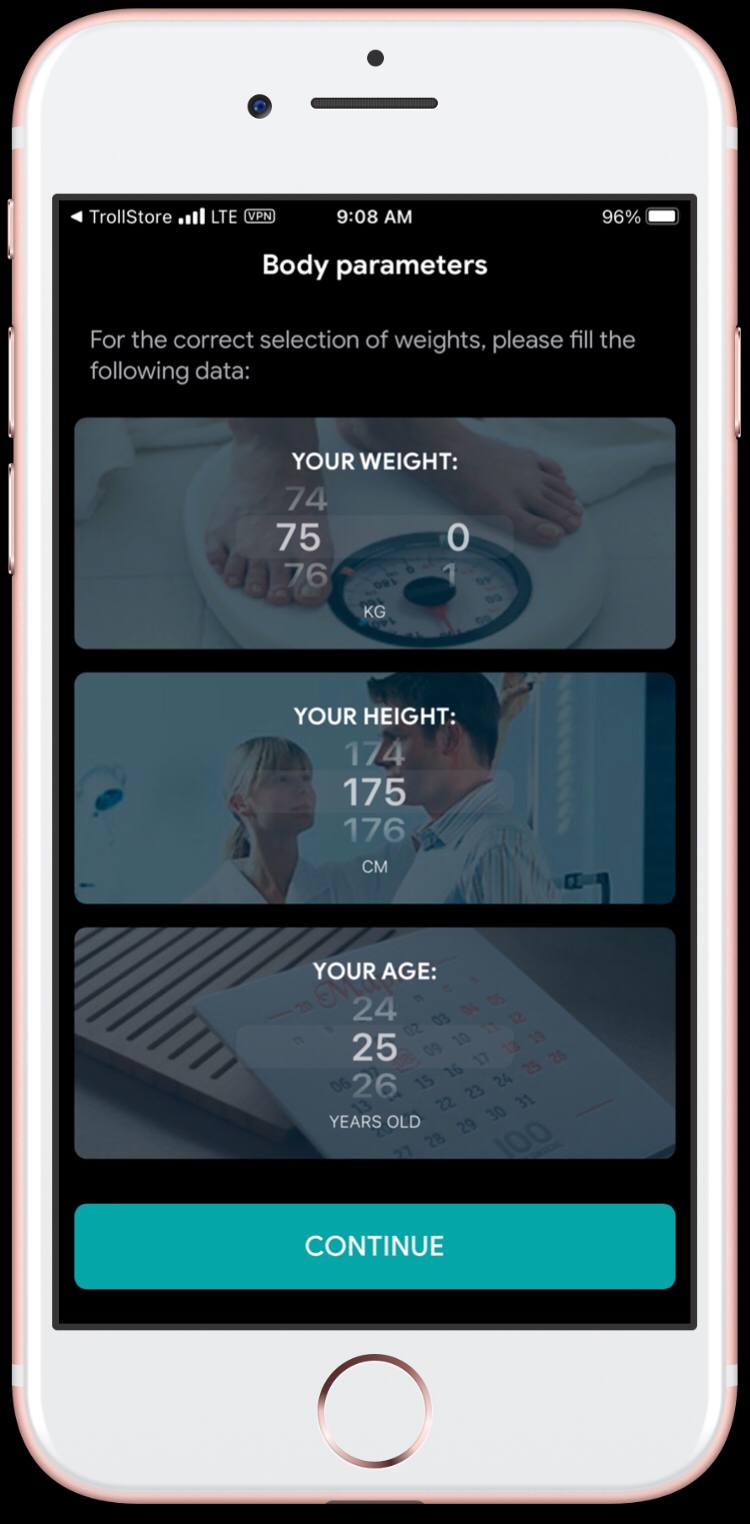 ◀ TrollStore LTE VPN 9:08 AM 96%
Body parameters
For the correct selection of weights, please fill the
following data:
YOUR WEIGHT:
74
75 0
76 1
KG
YOUR HEIGHT:
174
175
176
CM
YOUR AGE:
24
25
26
YEARS OLD
CONTINUE